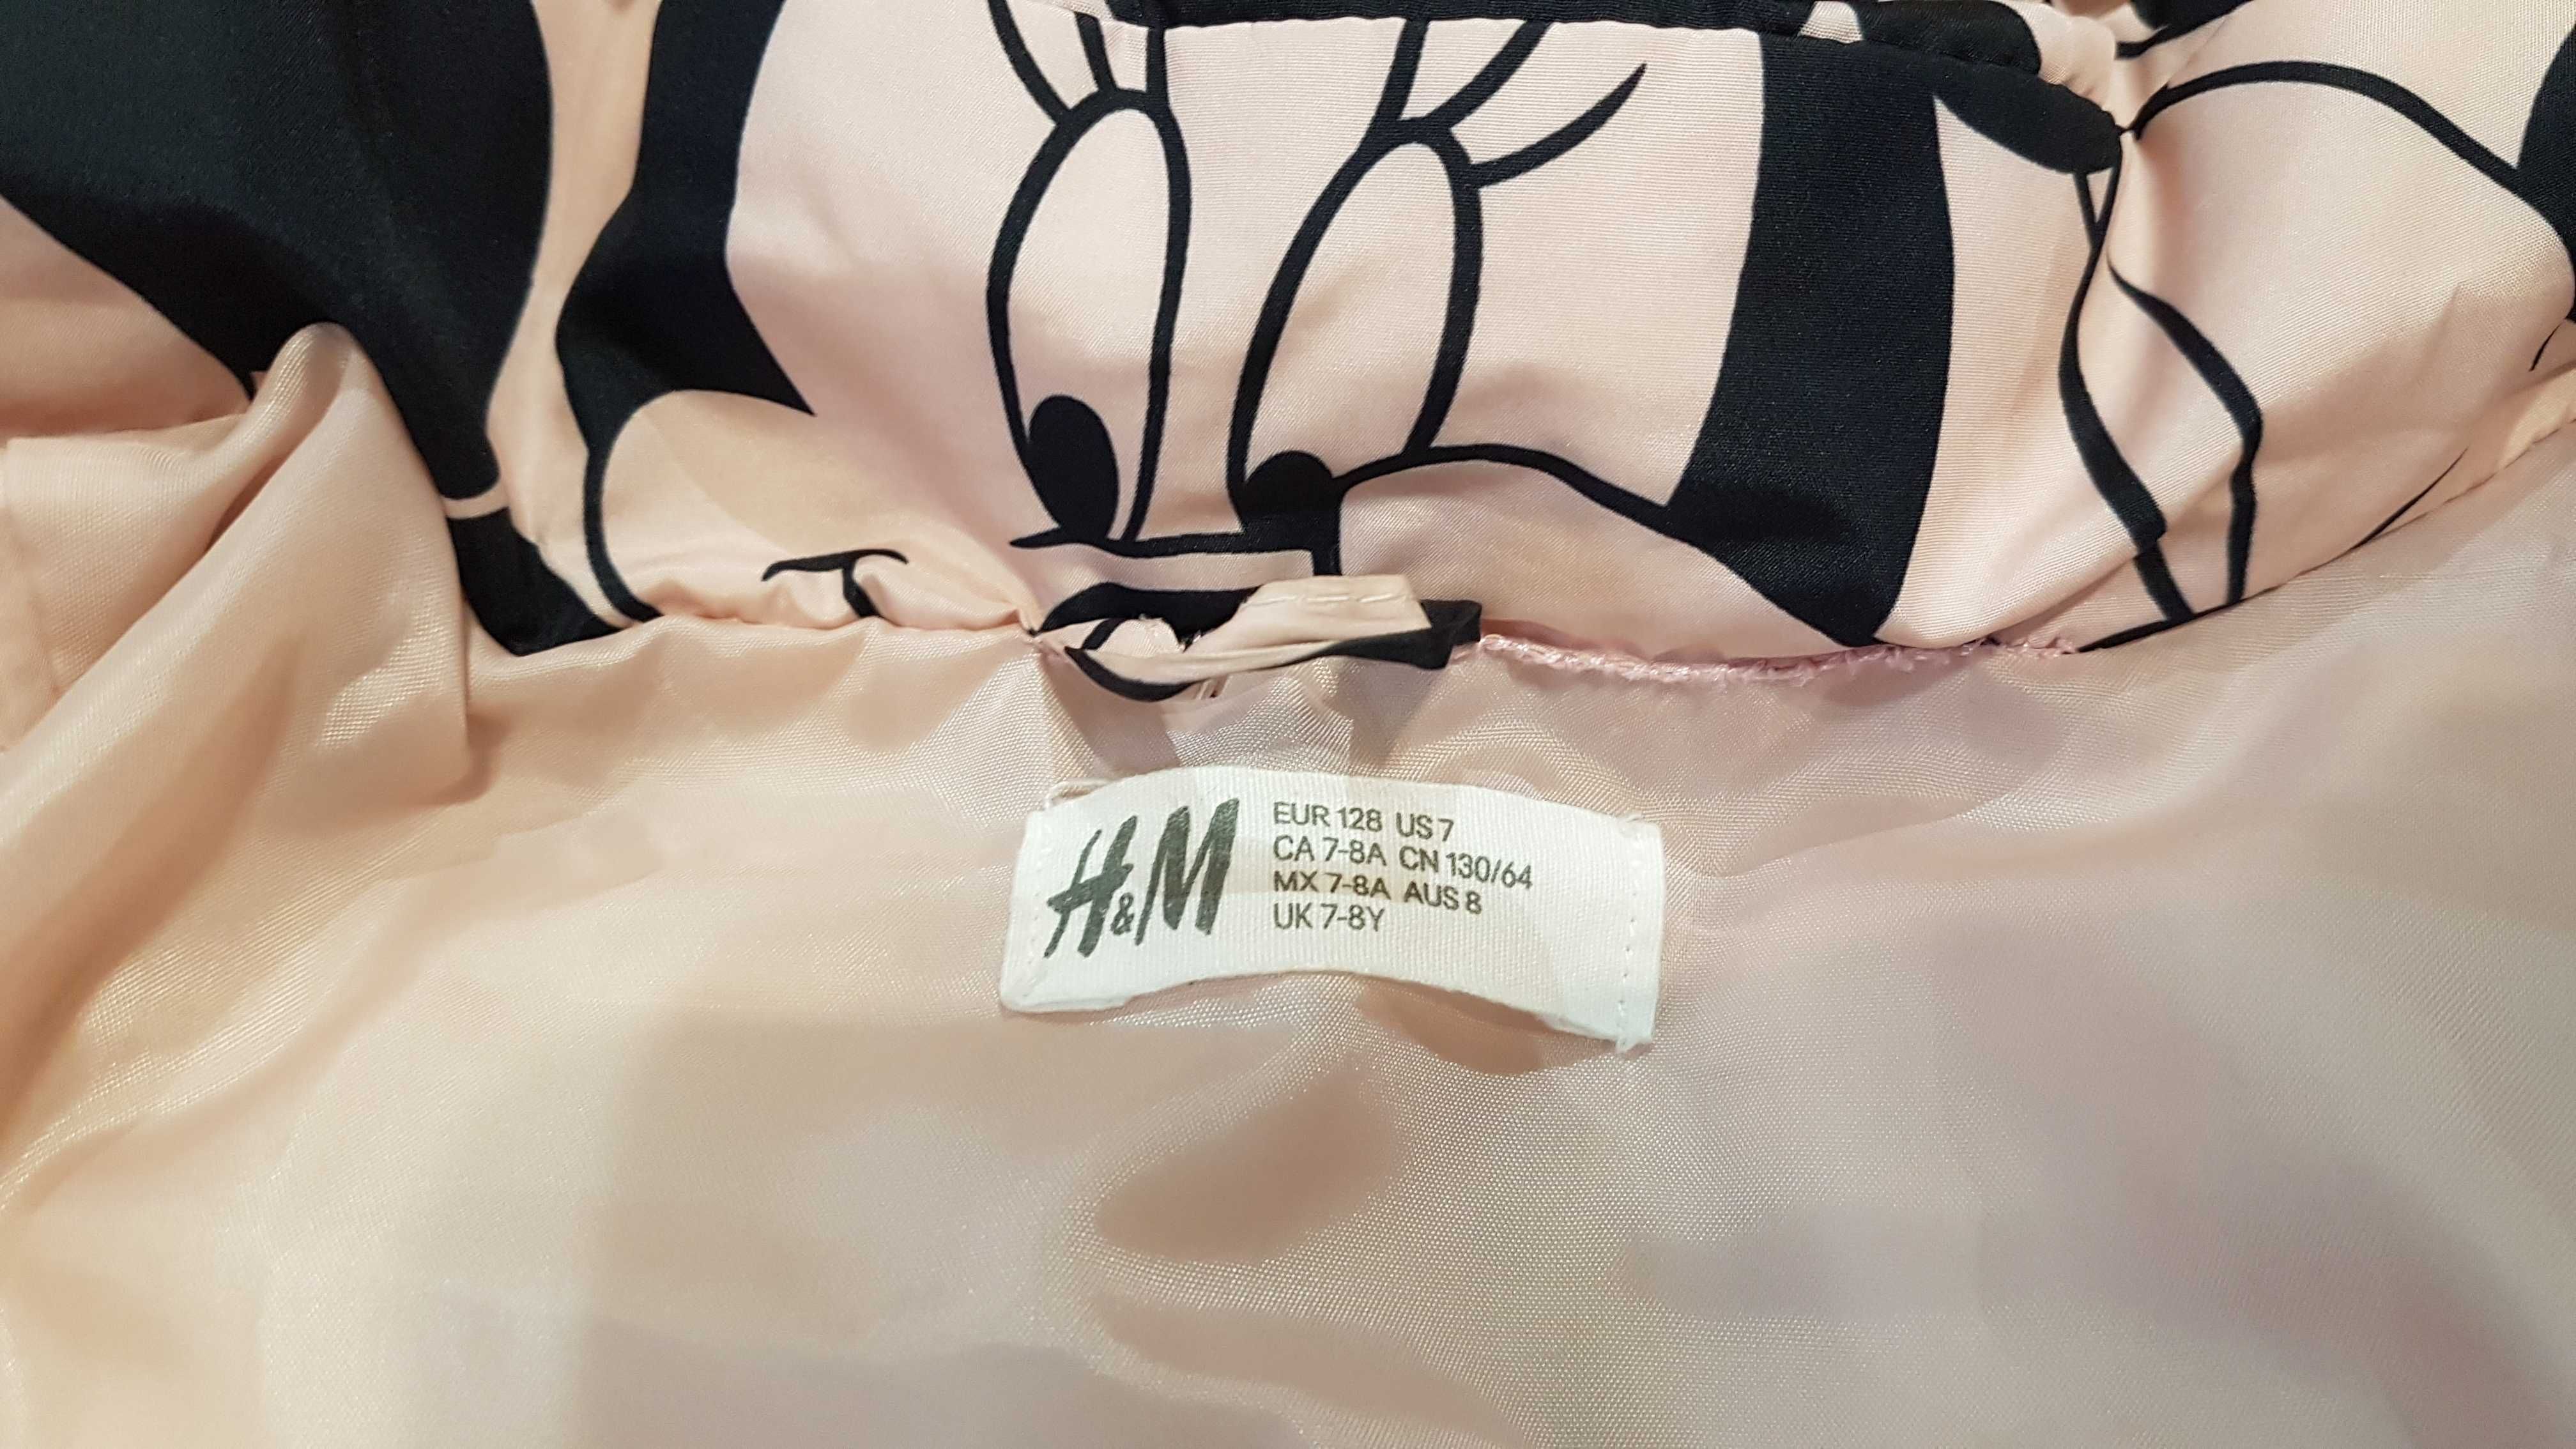 H&M
EUR 128 US 7
CA 7-8A CN 130/64
MX 7-8A AUS 8
UK 7-8Y